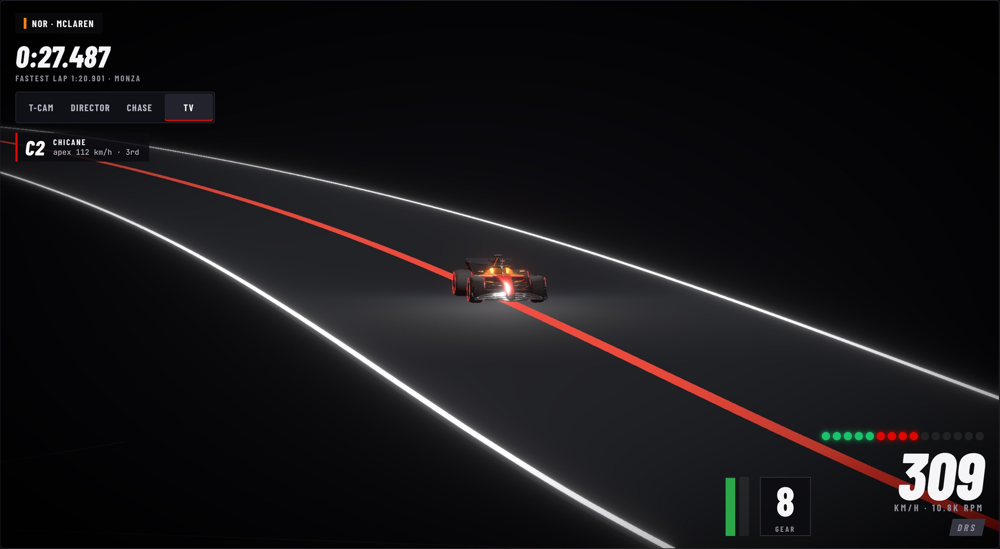 NOR · MCLAREN
0:27.487
FASTEST LAP 1:20.901 · MONZA
T-CAM DIRECTOR CHASE TV
C2 CHICANE
apex 112 km/h · 3rd
309
KM/H · 10.8K RPM
8
GEAR
DRS